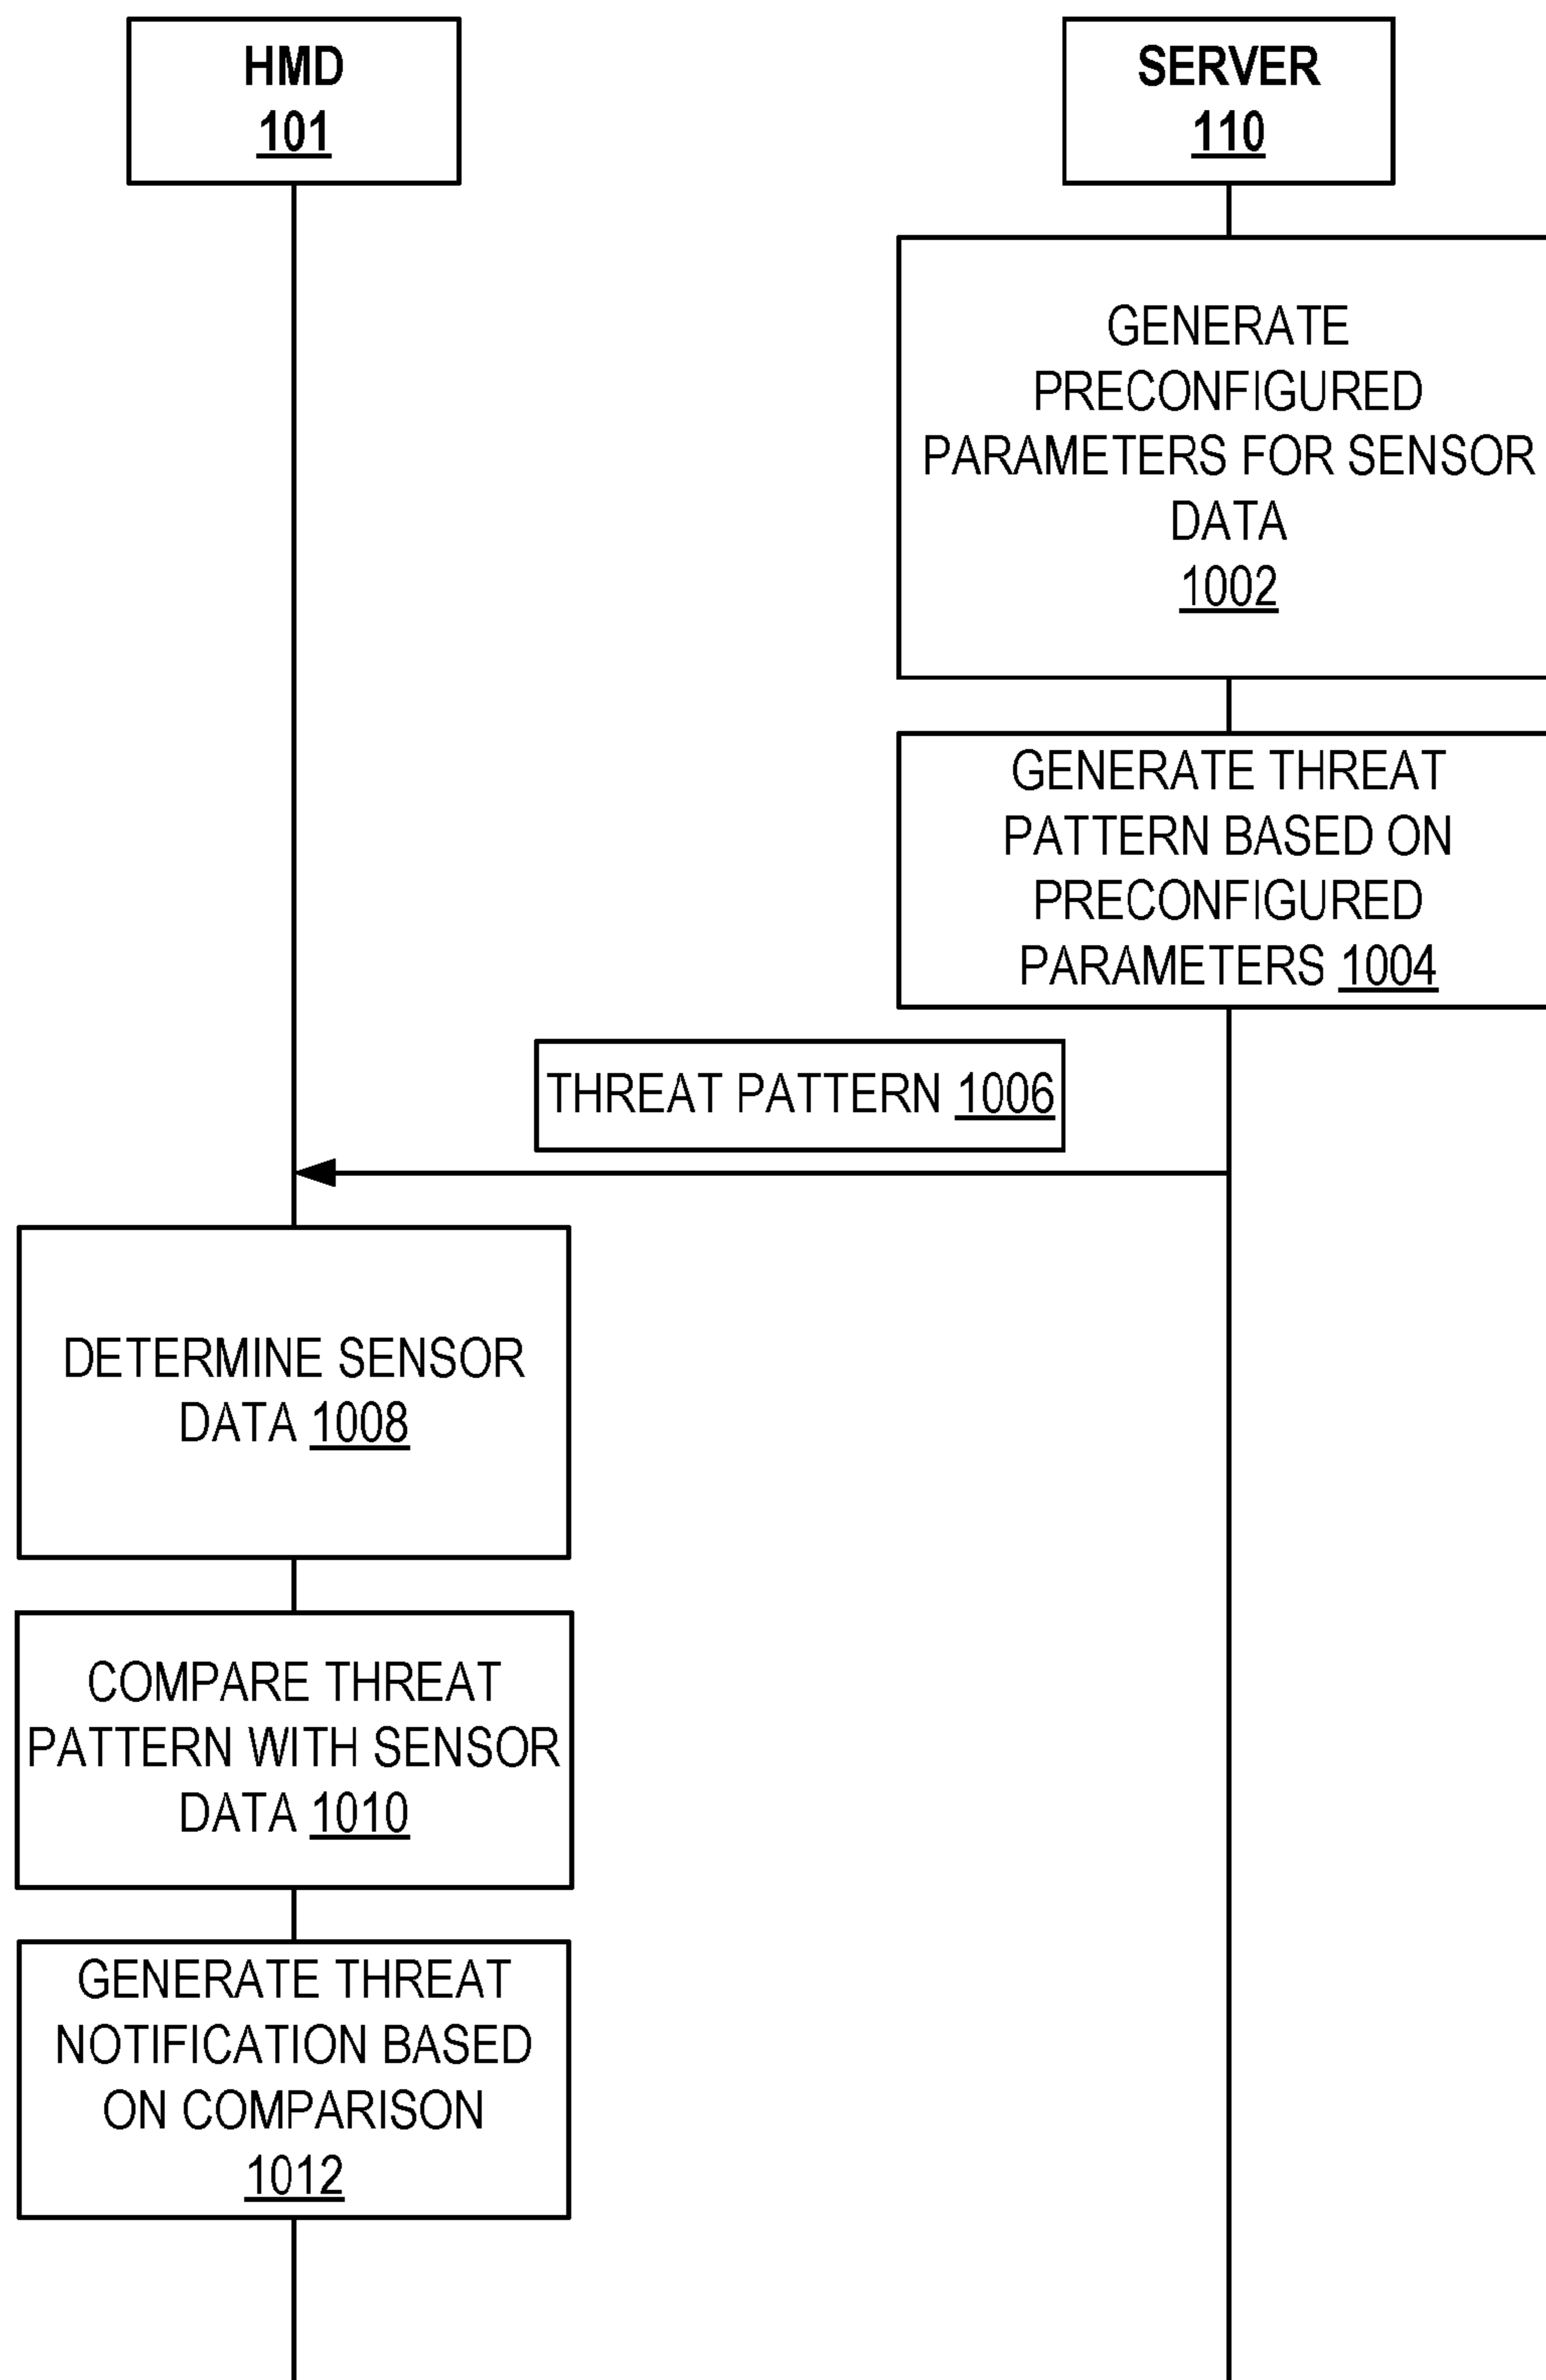 HMD
101
SERVER
110
GENERATE
PRECONFIGURED
PARAMETERS FOR SENSOR
DATA
1002
GENERATE THREAT
PATTERN BASED ON
PRECONFIGURED
PARAMETERS 1004
THREAT PATTERN 1006
DETERMINE SENSOR
DATA 1008
COMPARE THREAT
PATTERN WITH SENSOR
DATA 1010
GENERATE THREAT
NOTIFICATION BASED
ON COMPARISON
1012